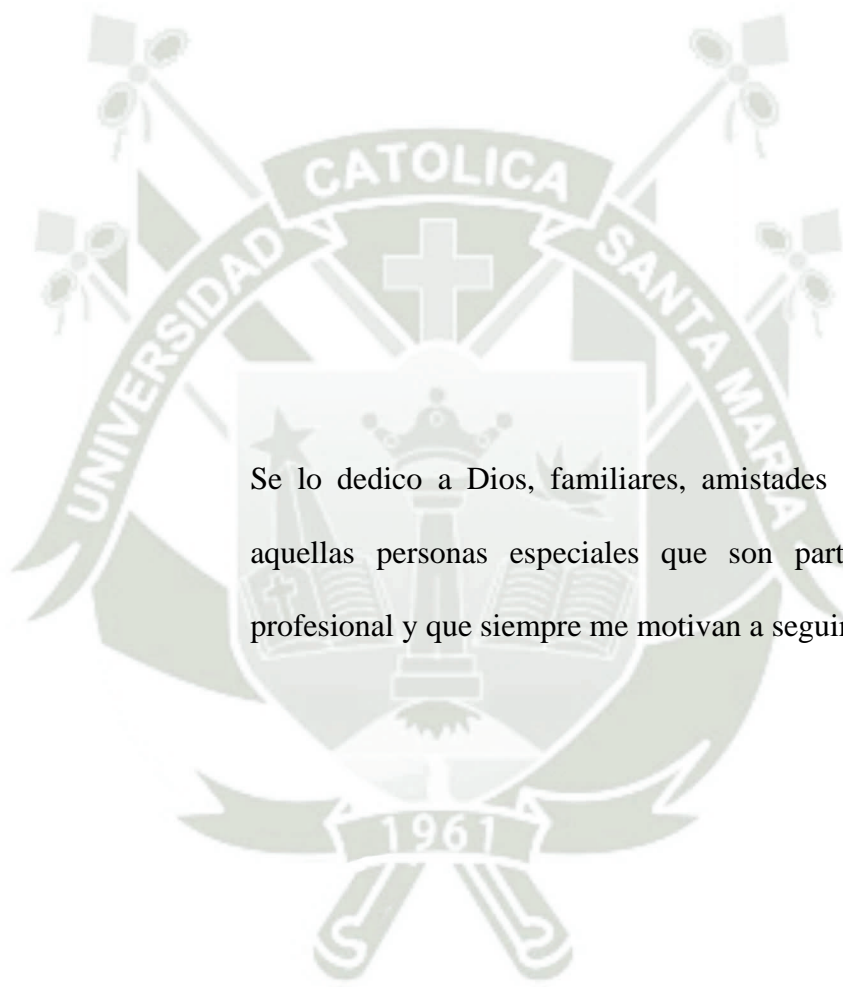 CATOLICA
UNIVERSIDAD
SANTA MARIA
Se lo dedico a Dios, familiares, amistades
aquellas personas especiales que son part
profesional y que siempre me motivan a seguir
1961